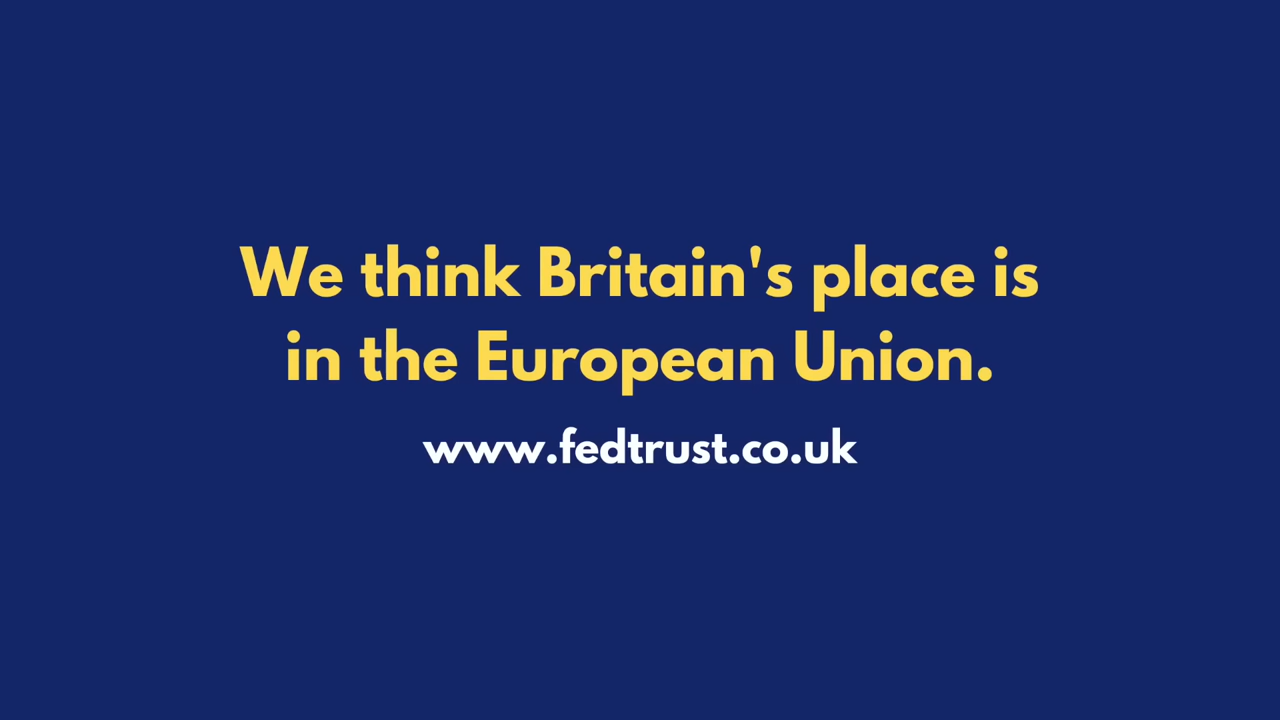 We think Britain's place is
in the European Union.
www.fedtrust.co.uk